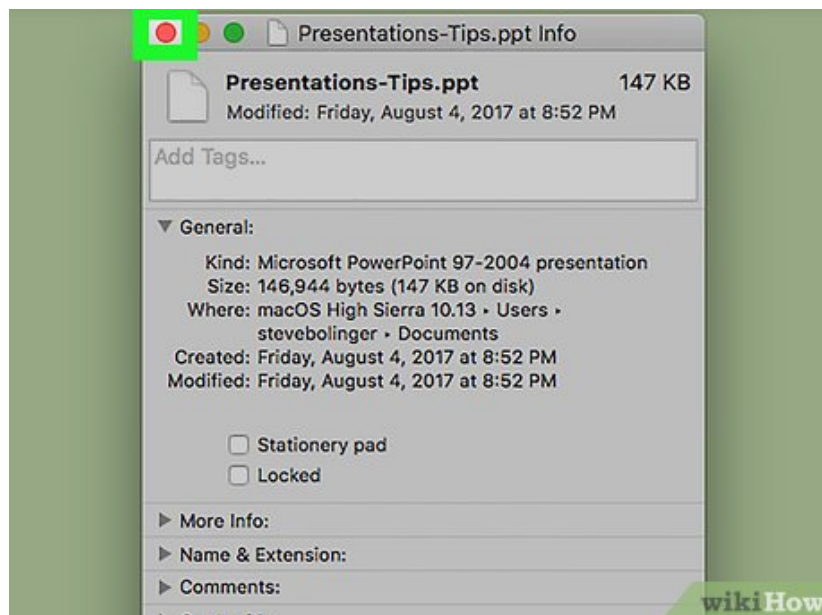 Presentations-Tips.ppt Info
Presentations-Tips.ppt 147 KB
Modified: Friday, August 4, 2017 at 8:52 PM
Add Tags...
General:
Kind: Microsoft PowerPoint 97-2004 presentation
Size: 146,944 bytes (147 KB on disk)
Where: macOS High Sierra 10.13 ▸ Users ▸
stevebolinger ▸ Documents
Created: Friday, August 4, 2017 at 8:52 PM
Modified: Friday, August 4, 2017 at 8:52 PM
Stationery pad
Locked
More Info:
Name & Extension:
Comments:
wikiHow